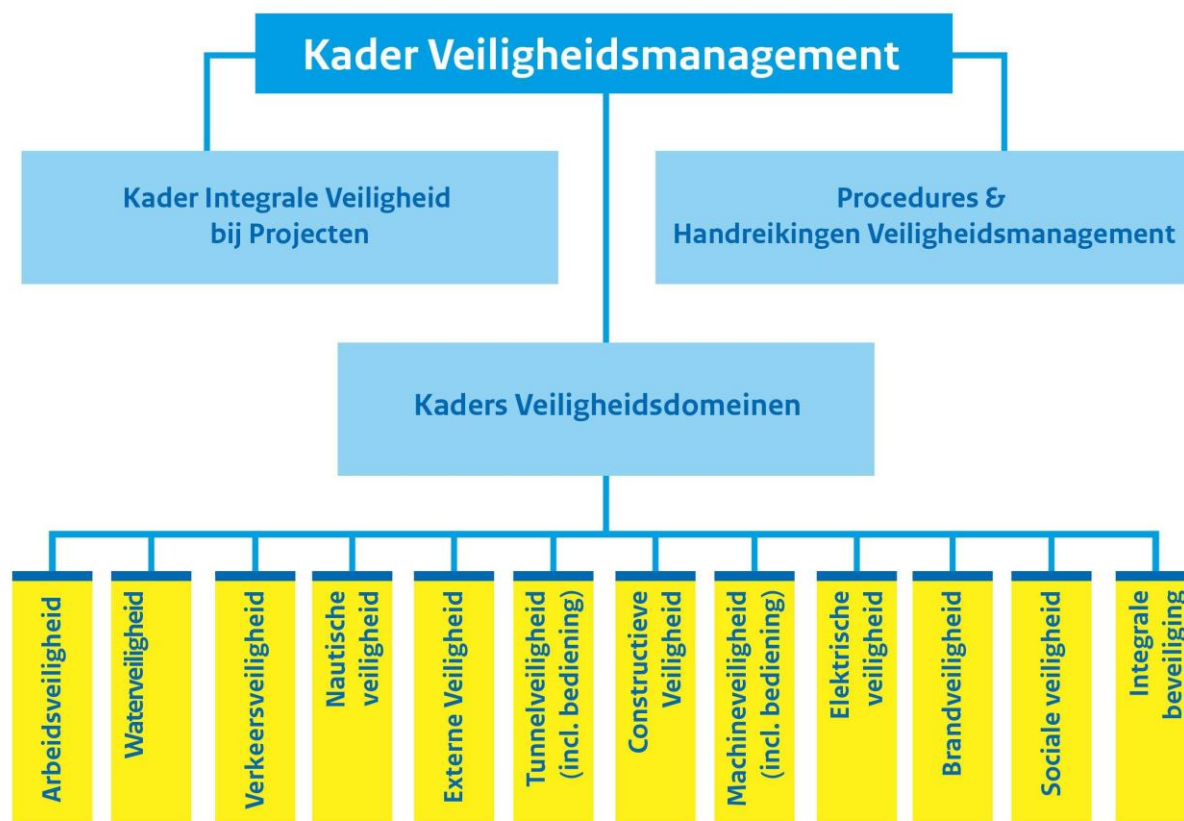 Kader Veiligheidsmanagement
Kader Integrale Veiligheid
bij Projecten
Procedures &
Handreikingen Veiligheidsmanagement
Kaders Veiligheidsdomeinen
Arbeidsveiligheid
Waterveiligheid
Verkeersveiligheid
Nautische
veiligheid
Externe Veiligheid
Tunnelveiligheid
(incl. bediening)
Constructieve
Veiligheid
Machineveiligheid
(incl. bediening)
Elektrische
veiligheid
Brandveiligheid
Sociale veiligheid
Integrale
beveiliging